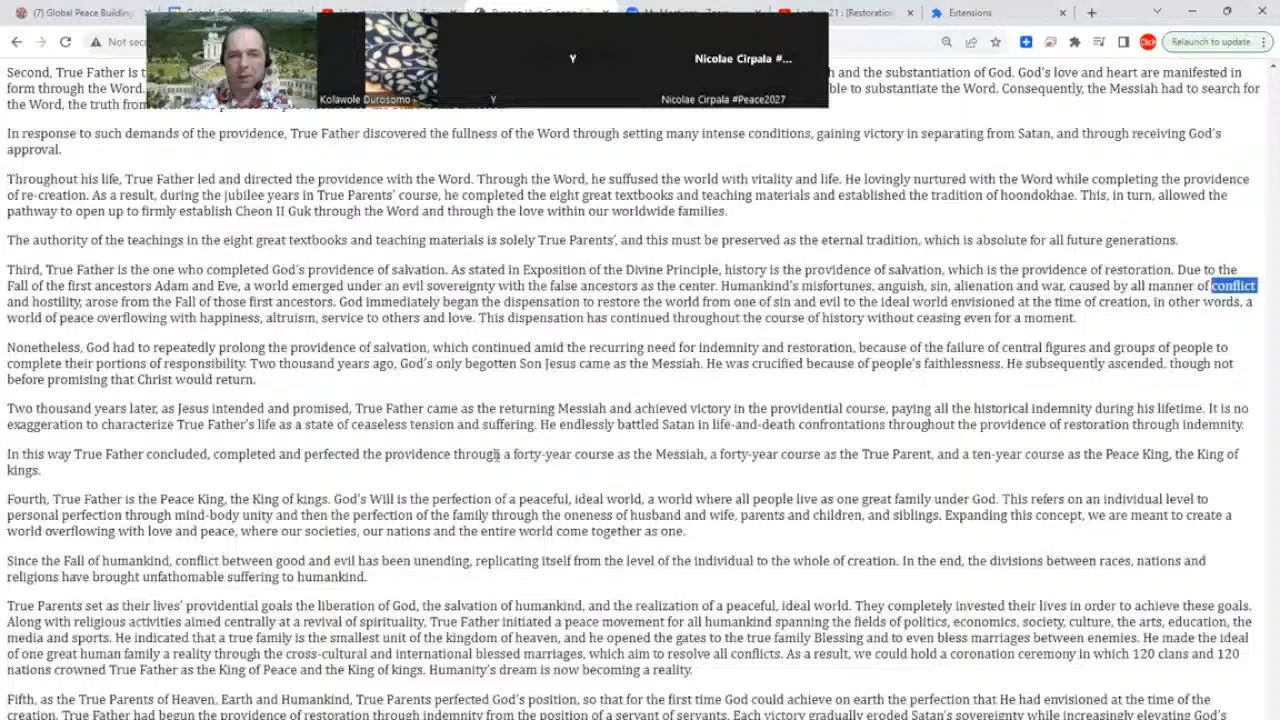 (7) Global Peace Building
My Meetings - Zoom
21 : [Restoration
Extensions
Not sec
Relaunch to update
Click
Y
Nicolae Cirpala #...
Kolawole Durosomo
Y
Nicolae Cirpala #Peace2027
Second, True Father is t
h and the substantiation of God. God's love and heart are manifested in
form through the Word.
ble to substantiate the Word. Consequently, the Messiah had to search for
the Word, the truth from
In response to such demands of the providence, True Father discovered the fullness of the Word through setting many intense conditions, gaining victory in separating from Satan, and through receiving God's
approval.
Throughout his life, True Father led and directed the providence with the Word. Through the Word, he suffused the world with vitality and life. He lovingly nurtured with the Word while completing the providence
of re-creation. As a result, during the jubilee years in True Parents' course, he completed the eight great textbooks and teaching materials and established the tradition of hoondokhae. This, in turn, allowed the
pathway to open up to firmly establish Cheon Il Guk through the Word and through the love within our worldwide families.
The authority of the teachings in the eight great textbooks and teaching materials is solely True Parents', and this must be preserved as the eternal tradition, which is absolute for all future generations.
Third, True Father is the one who completed God's providence of salvation. As stated in Exposition of the Divine Principle, history is the providence of salvation, which is the providence of restoration. Due to the
Fall of the first ancestors Adam and Eve, a world emerged under an evil sovereignty with the false ancestors as the center. Humankind's misfortunes, anguish, sin, alienation and war, caused by all manner of conflict
and hostility, arose from the Fall of those first ancestors. God immediately began the dispensation to restore the world from one of sin and evil to the ideal world envisioned at the time of creation, in other words, a
world of peace overflowing with happiness, altruism, service to others and love. This dispensation has continued throughout the course of history without ceasing even for a moment.
Nonetheless, God had to repeatedly prolong the providence of salvation, which continued amid the recurring need for indemnity and restoration, because of the failure of central figures and groups of people to
complete their portions of responsibility. Two thousand years ago, God's only begotten Son Jesus came as the Messiah. He was crucified because of people's faithlessness. He subsequently ascended, though not
before promising that Christ would return.
Two thousand years later, as Jesus intended and promised, True Father came as the returning Messiah and achieved victory in the providential course, paying all the historical indemnity during his lifetime. It is no
exaggeration to characterize True Father's life as a state of ceaseless tension and suffering. He endlessly battled Satan in life-and-death confrontations throughout the providence of restoration through indemnity.
In this way True Father concluded, completed and perfected the providence through a forty-year course as the Messiah, a forty-year course as the True Parent, and a ten-year course as the Peace King, the King of
kings.
Fourth, True Father is the Peace King, the King of kings. God's Will is the perfection of a peaceful, ideal world, a world where all people live as one great family under God. This refers on an individual level to
personal perfection through mind-body unity and then the perfection of the family through the oneness of husband and wife, parents and children, and siblings. Expanding this concept, we are meant to create a
world overflowing with love and peace, where our societies, our nations and the entire world come together as one.
Since the Fall of humankind, conflict between good and evil has been unending, replicating itself from the level of the individual to the whole of creation. In the end, the divisions between races, nations and
religions have brought unfathomable suffering to humankind.
True Parents set as their lives' providential goals the liberation of God, the salvation of humankind, and the realization of a peaceful, ideal world. They completely invested their lives in order to achieve these goals.
Along with religious activities aimed centrally at a revival of spirituality, True Father initiated a peace movement for all humankind spanning the fields of politics, economics, society, culture, the arts, education, the
media and sports. He indicated that a true family is the smallest unit of the kingdom of heaven, and he opened the gates to the true family Blessing and to even bless marriages between enemies. He made the ideal
of one great human family a reality through the cross-cultural and international blessed marriages, which aim to resolve all conflicts. As a result, we could hold a coronation ceremony in which 120 clans and 120
nations crowned True Father as the King of Peace and the King of kings. Humanity's dream is now becoming a reality.
Fifth, as the True Parents of Heaven, Earth and Humankind, True Parents perfected God's position, so that for the first time God could achieve on earth the perfection that He had envisioned at the time of the
creation. True Father had begun the providence of restoration through indemnity from the position of a servant of servants. Each victory gradually eroded Satan's sovereignty while increasingly elevating God's